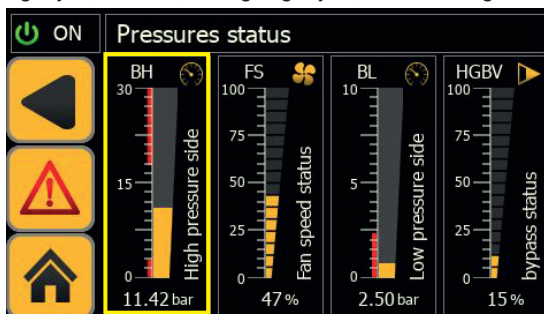 ON
Pressures status
BH
30
15
0
High pressure side
11.42 bar
FS
100
75
50
25
0
Fan speed status
47 %
BL
10
5
0
Low pressure side
2.50 bar
HGBV
100
75
50
25
0
bypass status
15 %